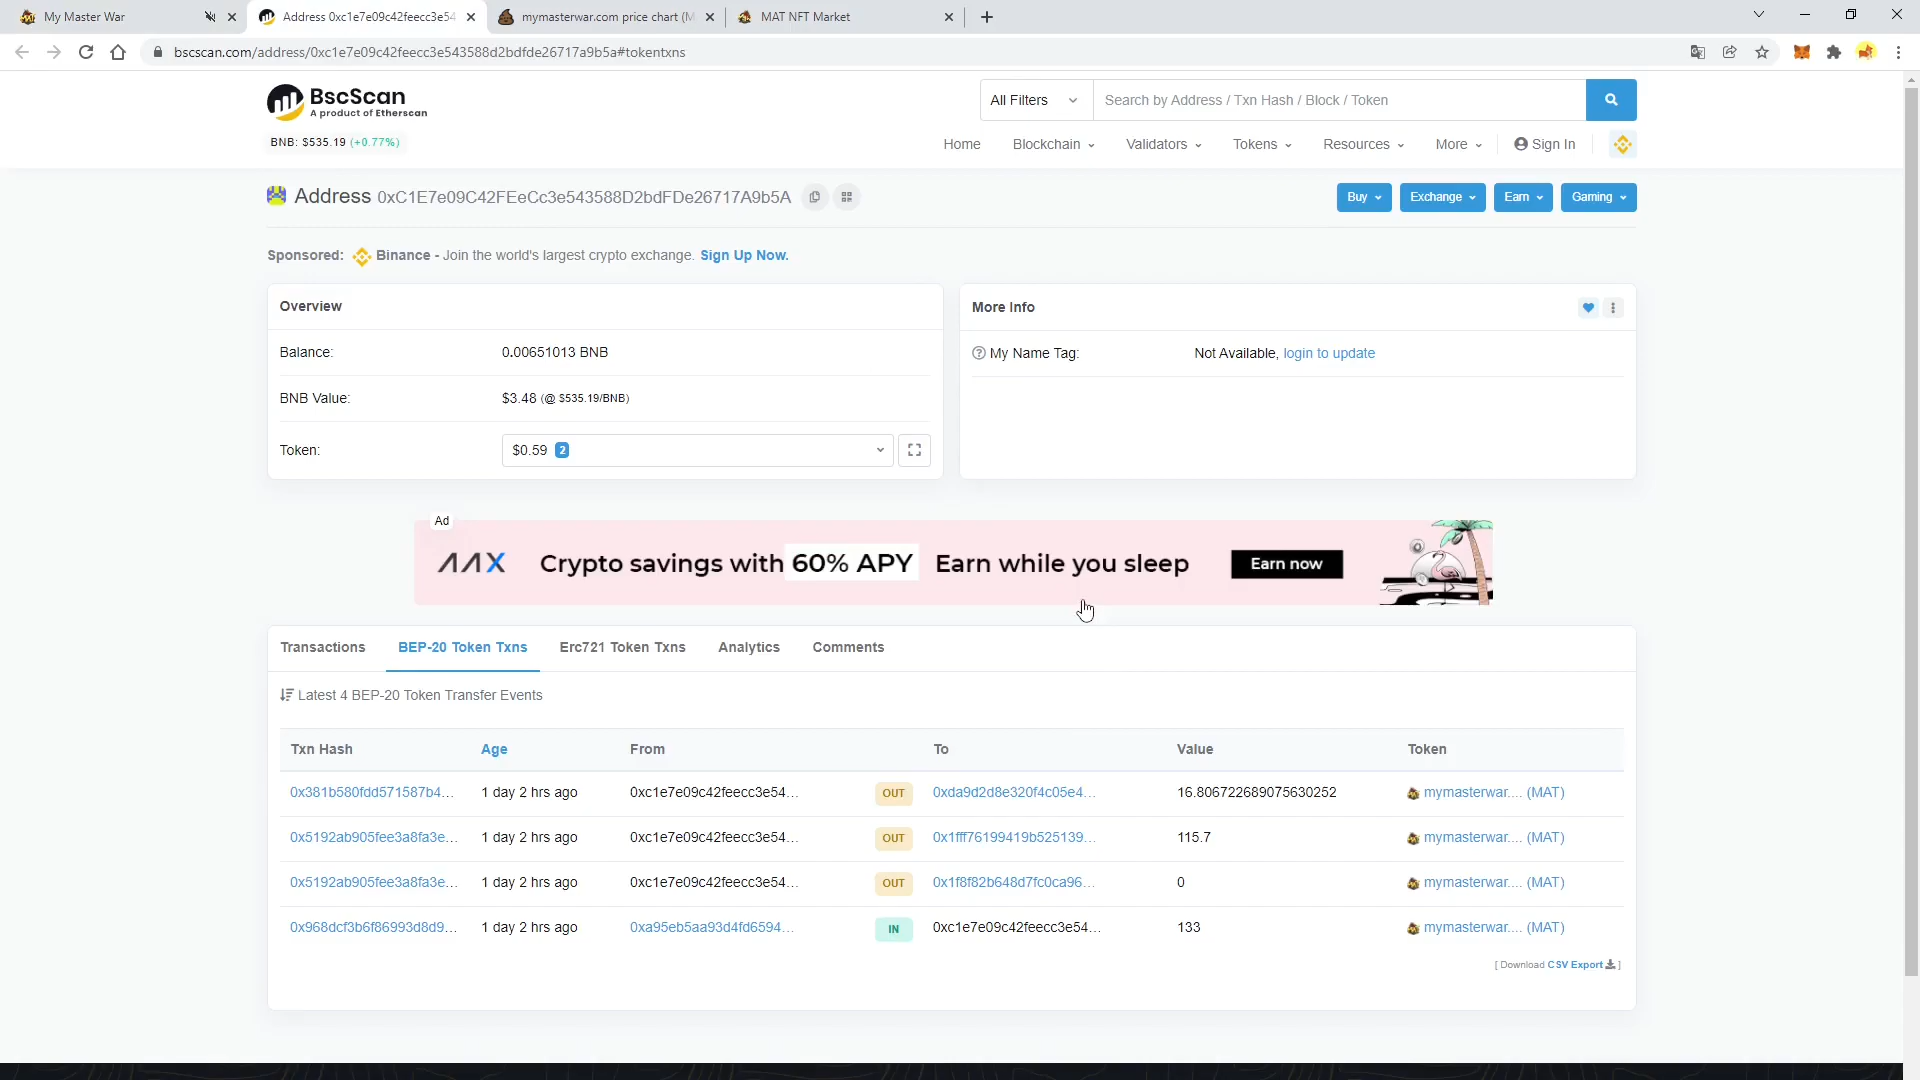 My Master War
Address 0xc1e7e09c42feecc3e54
mymasterwar.com price chart (M
MAT NFT Market
bscscan.com/address/0xc1e7e09c42feecc3e543588d2bdfde26717a9b5a#tokentxns
BscScan
A product of Etherscan
All Filters
Search by Address / Txn Hash / Block / Token
BNB: $535.19 (+0.77%)
Home
Blockchain
Validators
Tokens
Resources
More
Sign In
Address 0xC1E7e09C42FEeCc3e543588D2bdFDe26717A9b5A
Buy
Exchange
Earn
Gaming
Sponsored: Binance - Join the world's largest crypto exchange. Sign Up Now.
Overview
Balance: 0.00651013 BNB
BNB Value: $3.48 (@ $535.19/BNB)
Token: $0.59 2
More Info
My Name Tag: Not Available, login to update
Ad
AAX Crypto savings with 60% APY Earn while you sleep Earn now
Transactions
BEP-20 Token Txns
Erc721 Token Txns
Analytics
Comments
Latest 4 BEP-20 Token Transfer Events
Txn Hash Age From To Value Token
0x381b580fdd571587b4... 1 day 2 hrs ago 0xc1e7e09c42feecc3e54... OUT 0xda9d2d8e320f4c05e4... 16.806722689075630252 mymasterwar.... (MAT)
0x5192ab905fee3a8fa3e... 1 day 2 hrs ago 0xc1e7e09c42feecc3e54... OUT 0x1fff76199419b525139... 115.7 mymasterwar.... (MAT)
0x5192ab905fee3a8fa3e... 1 day 2 hrs ago 0xc1e7e09c42feecc3e54... OUT 0x1f8f82b648d7fc0ca96... 0 mymasterwar.... (MAT)
0x968dcf3b6f86993d8d9... 1 day 2 hrs ago 0xa95eb5aa93d4fd6594... IN 0xc1e7e09c42feecc3e54... 133 mymasterwar.... (MAT)
[ Download CSV Export ]